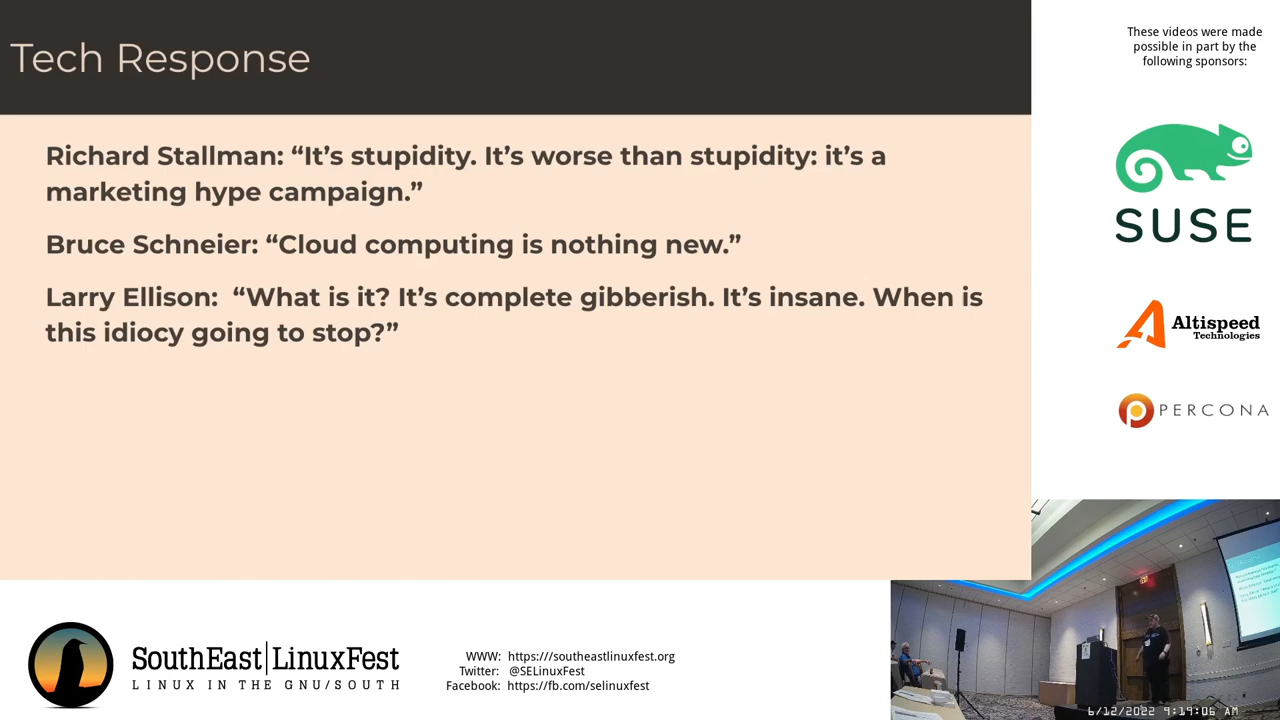 Tech Response
Richard Stallman: “It’s stupidity. It’s worse than stupidity: it’s a
marketing hype campaign.”
Bruce Schneier: “Cloud computing is nothing new.”
Larry Ellison:  “What is it? It’s complete gibberish. It’s insane. When is
this idiocy going to stop?”
These videos were made
possible in part by the
following sponsors:
SUSE
Altispeed
Technologies
PERCONA
SouthEast|LinuxFest
LINUX IN THE GNU/SOUTH
WWW: https:///southeastlinuxfest.org
Twitter: @SELinuxFest
Facebook: https://fb.com/selinuxfest
6/12/2022 9:19:06 AM